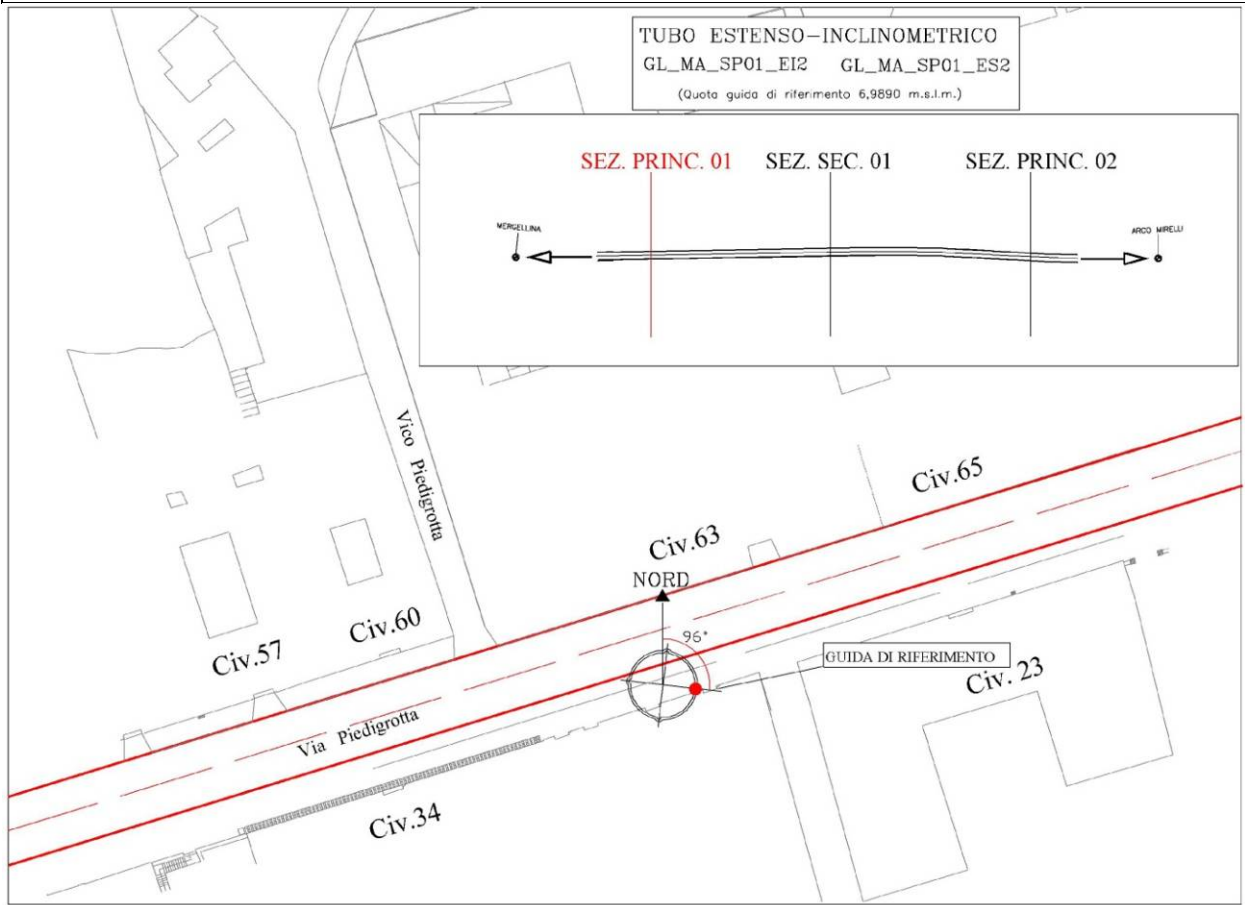 TUBO ESTENSO-INCLINOMETRICO
GL_MA_SP01_EI2 GL_MA_SP01_ES2
(Quota guida di riferimento 6,9890 m.s.l.m.)
SEZ. PRINC. 01 SEZ. SEC. 01 SEZ. PRINC. 02
MERGELLINA
ARCO MIRELLI
Vico Piedigrotta
Civ.65
Civ.63
NORD
96°
Civ.60
Civ.57
GUIDA DI RIFERIMENTO
Civ. 23
Via Piedigrotta
Civ.34